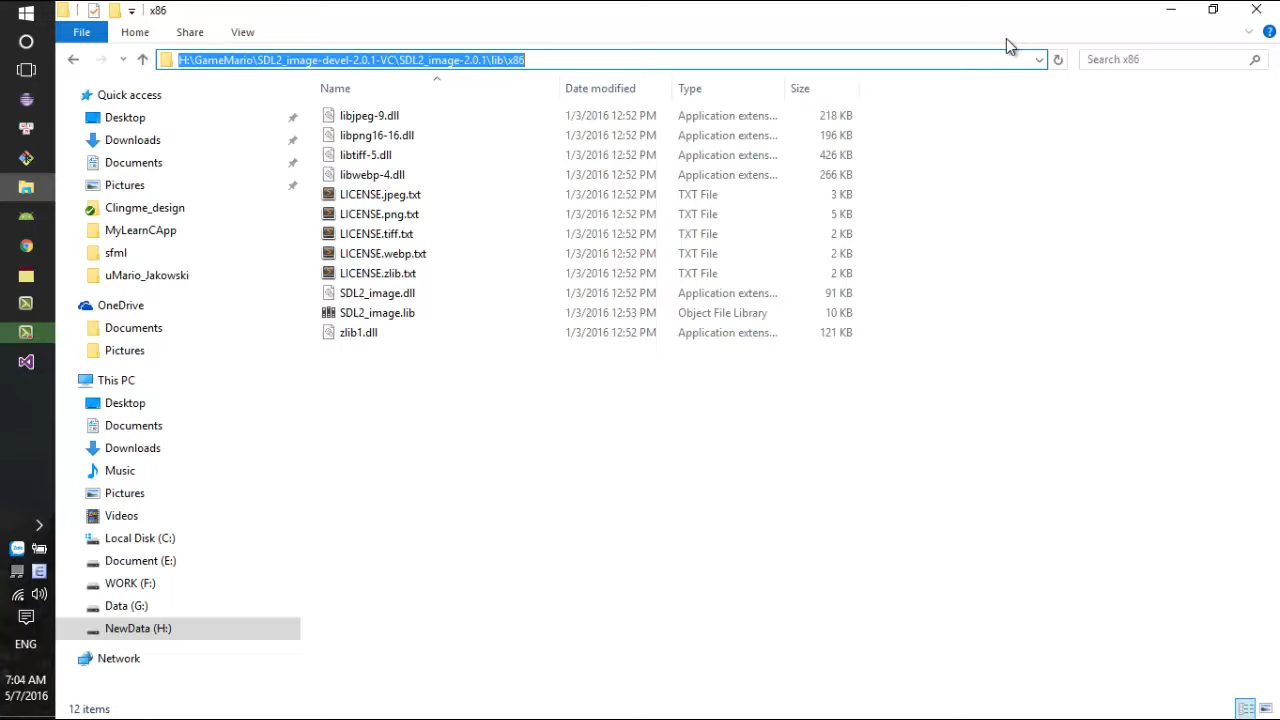 x86
File Home Share View
H:\GameMario\SDL2_image-devel-2.0.1-VC\SDL2_image-2.0.1\lib\x86 Search x86
Name Date modified Type Size
libjpeg-9.dll 1/3/2016 12:52 PM Application extens... 218 KB
libpng16-16.dll 1/3/2016 12:52 PM Application extens... 196 KB
libtiff-5.dll 1/3/2016 12:52 PM Application extens... 426 KB
libwebp-4.dll 1/3/2016 12:52 PM Application extens... 266 KB
LICENSE.jpeg.txt 1/3/2016 12:52 PM TXT File 3 KB
LICENSE.png.txt 1/3/2016 12:52 PM TXT File 5 KB
LICENSE.tiff.txt 1/3/2016 12:52 PM TXT File 2 KB
LICENSE.webp.txt 1/3/2016 12:52 PM TXT File 2 KB
LICENSE.zlib.txt 1/3/2016 12:52 PM TXT File 2 KB
SDL2_image.dll 1/3/2016 12:52 PM Application extens... 91 KB
SDL2_image.lib 1/3/2016 12:53 PM Object File Library 10 KB
zlib1.dll 1/3/2016 12:52 PM Application extens... 121 KB
Quick access
Desktop
Downloads
Documents
Pictures
Clingme_design
MyLearnCApp
sfml
uMario_Jakowski
OneDrive
Documents
Pictures
This PC
Desktop
Documents
Downloads
Music
Pictures
Videos
Local Disk (C:)
Document (E:)
WORK (F:)
Data (G:)
NewData (H:)
Network
12 items
ENG
7:04 AM
5/7/2016